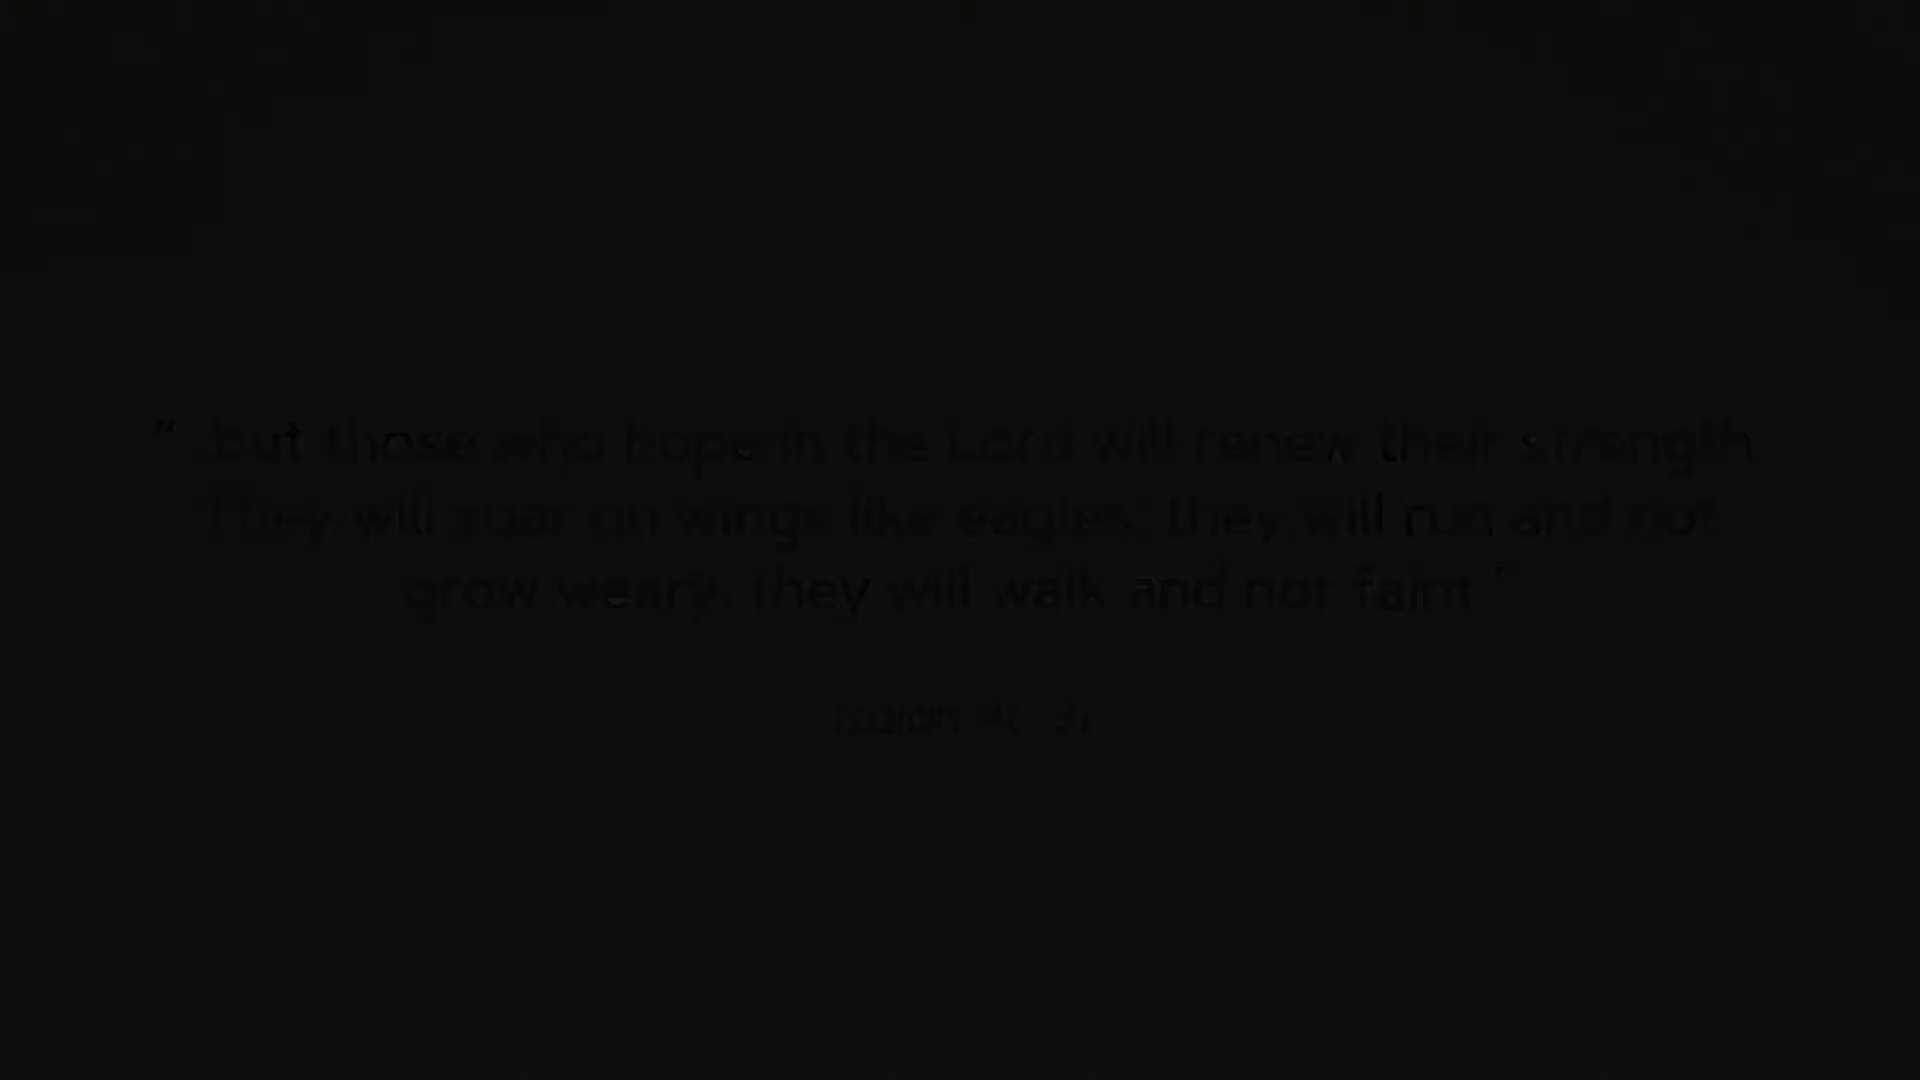 "but those who hope in the Lord will renew their strength
They will soar on wings like eagles; they will run and not
grow weary, they will walk and not faint"
Isaiah 40:31